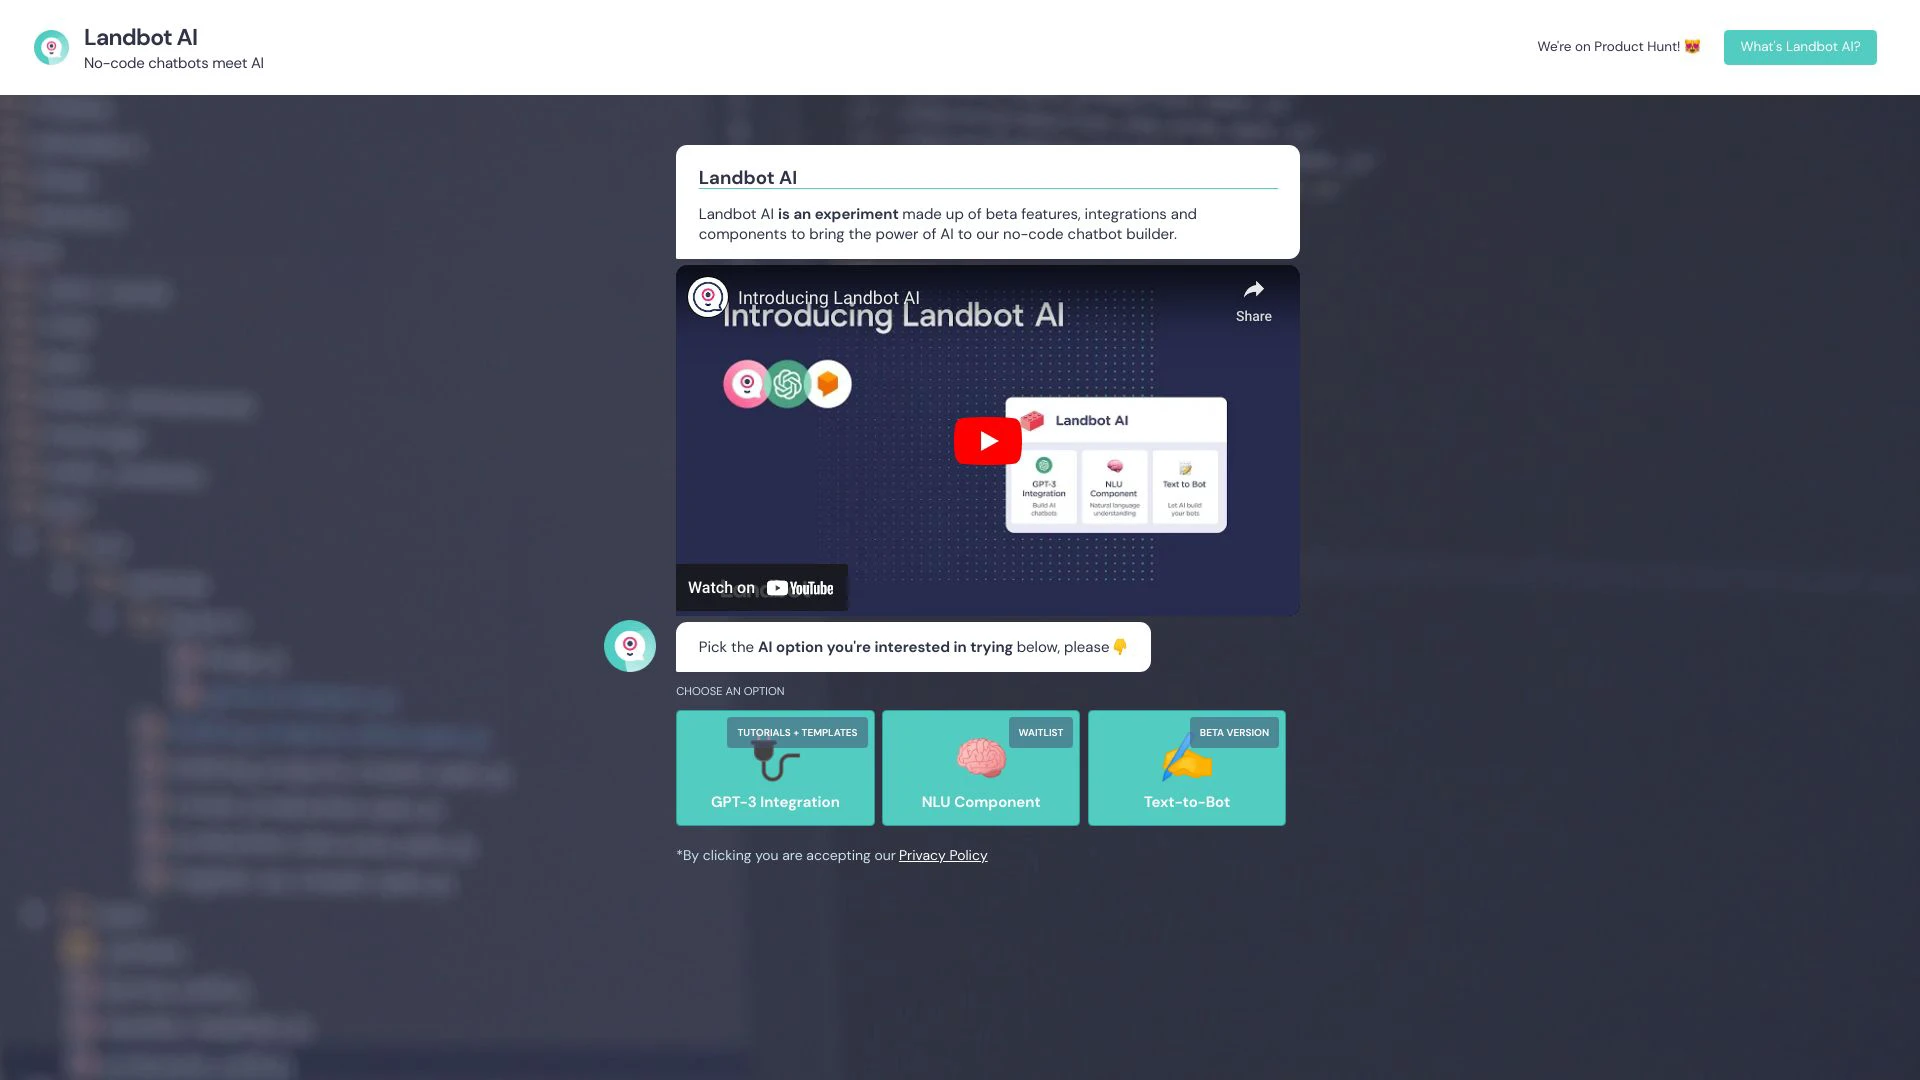 Landbot AI
No-code chatbots meet AI
We're on Product Hunt! 😻
What's Landbot AI?
Landbot AI
Landbot AI is an experiment made up of beta features, integrations and
components to bring the power of AI to our no-code chatbot builder.
Introducing Landbot AI
Introducing Landbot AI
Share
Landbot AI
GPT-3
Integration
Build AI
chatbots
NLU
Component
Natural language
understanding
Text to Bot
Let AI build
your bots
Watch on YouTube
Pick the AI option you're interested in trying below, please👇
CHOOSE AN OPTION
TUTORIALS + TEMPLATES
GPT-3 Integration
WAITLIST
NLU Component
BETA VERSION
Text-to-Bot
*By clicking you are accepting our Privacy Policy